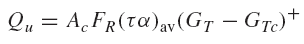 Q_u = A_c F_R(τα)_av(G_T − G_Tc)^+